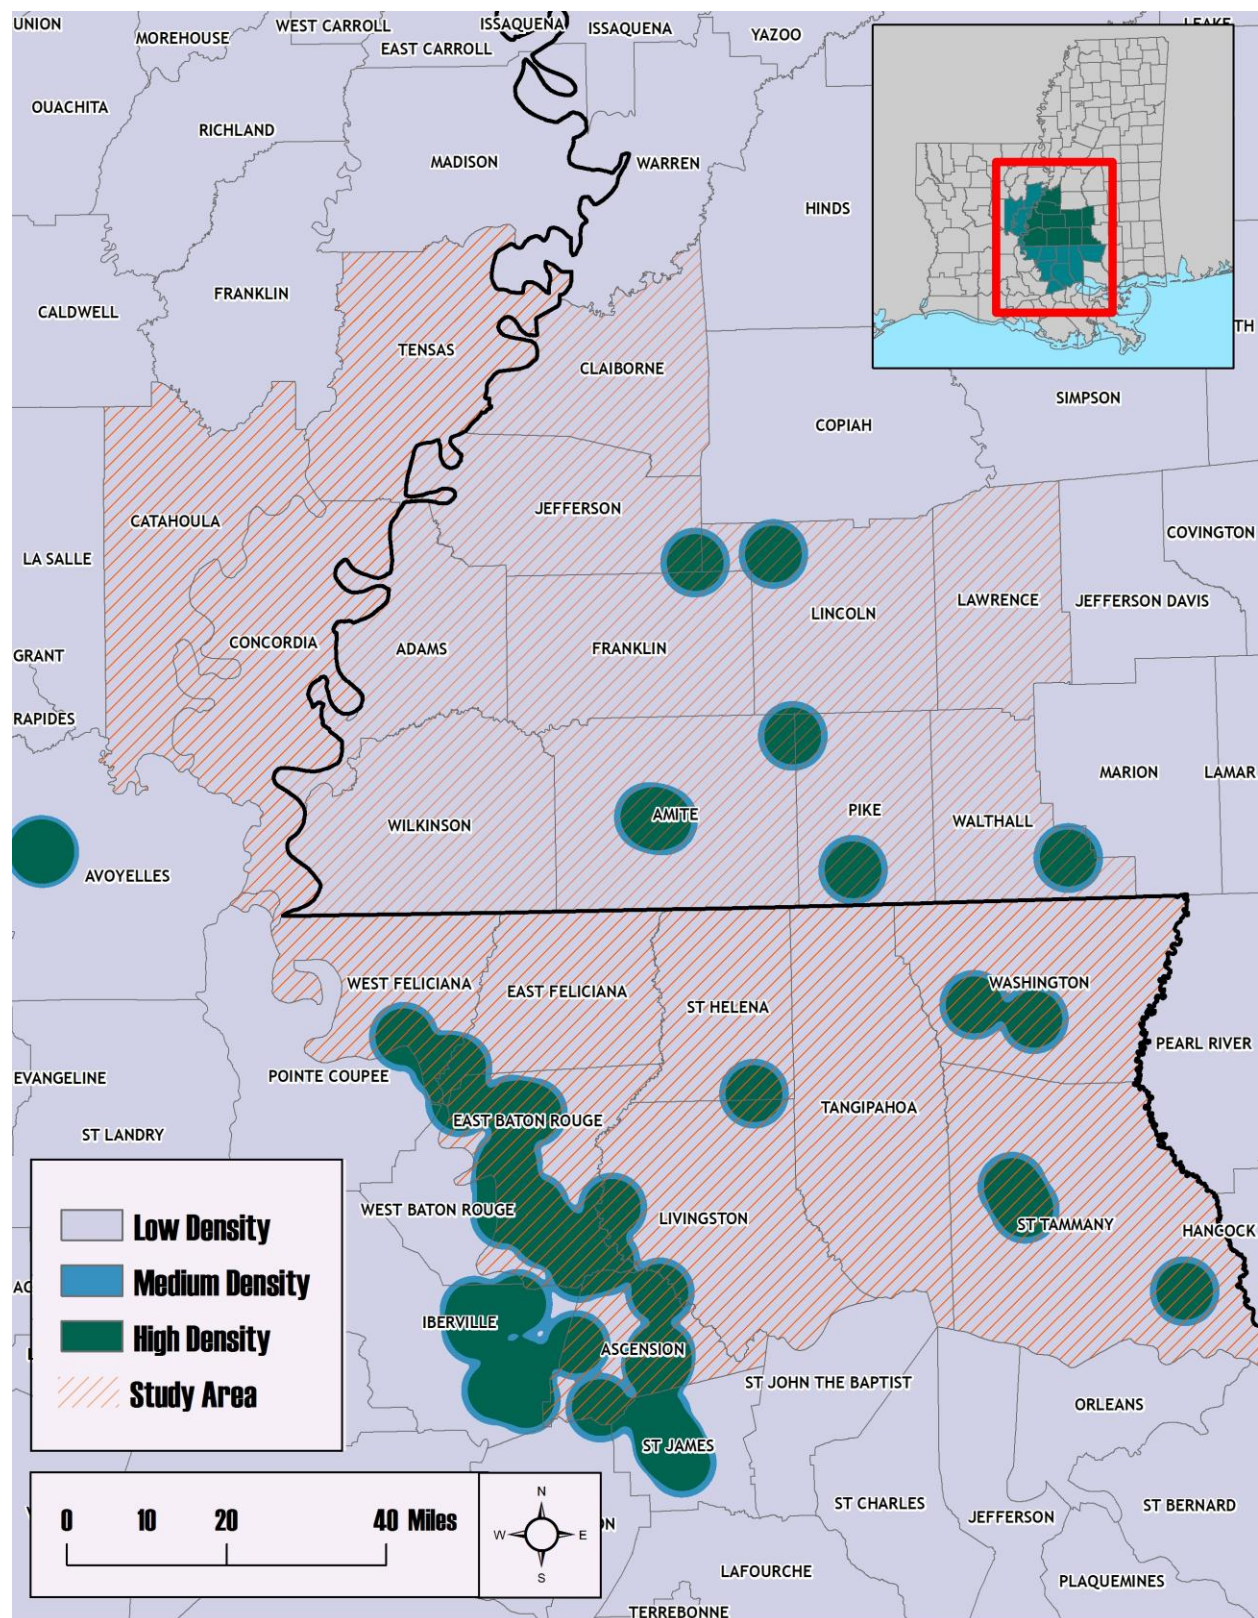 UNION
MOREHOUSE
WEST CARROLL
EAST CARROLL
ISSAQUENA
ISSAQUENA
YAZOO
OUACHITA
RICHLAND
MADISON
WARREN
HINDS
FRANKLIN
CALDWELL
TENSAS
CLAIBORNE
SIMPSON
COPIAH
JEFFERSON
CATAHOULA
LA SALLE
COVINGTON
LINCOLN
LAWRENCE
JEFFERSON DAVIS
CONCORDIA
ADAMS
FRANKLIN
GRANT
RAPIDES
MARION
LAMAR
WILKINSON
AMITE
PIKE
WALTHALL
AVOYELLES
WEST FELICIANA
EAST FELICIANA
ST HELENA
WASHINGTON
PEARL RIVER
EVANGELINE
POINTE COUPEE
EAST BATON ROUGE
TANGIPAHOA
ST LANDRY
WEST BATON ROUGE
LIVINGSTON
ST TAMMANY
HANCOCK
IBERVILLE
ASCENSION
ST JOHN THE BAPTIST
ORLEANS
ST JAMES
ST CHARLES
JEFFERSON
ST BERNARD
LAFOURCHE
PLAQUEMINES
TERREBONNE
Low Density
Medium Density
High Density
Study Area
0 10 20 40 Miles
N
W E
S